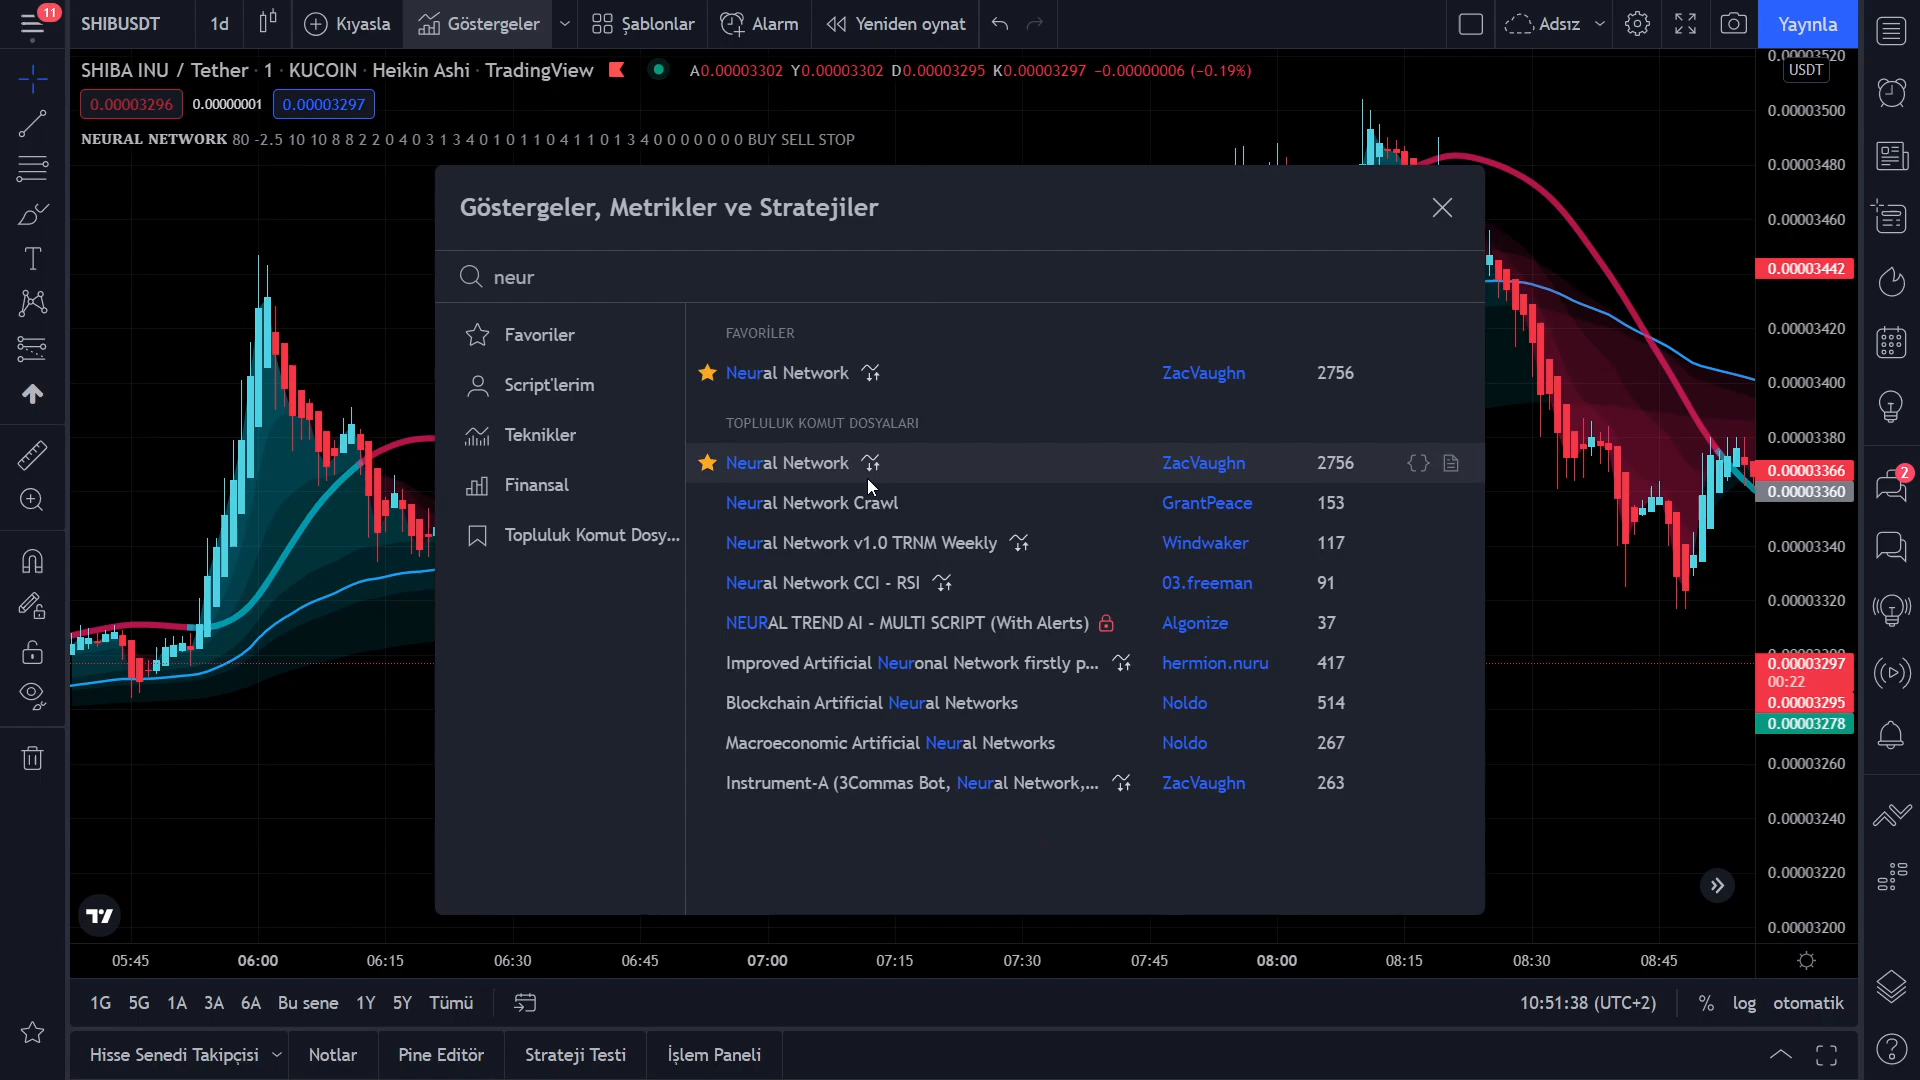 11
SHIBUSDT
1d
Kıyasla
Göstergeler
Şablonlar
Alarm
Yeniden oynat
Adsız
Yayınla
SHIBA INU / Tether · 1 · KUCOIN · Heikin Ashi · TradingView
A0.00003302 Y0.00003302 D0.00003295 K0.00003297 −0.00000006 (−0.19%)
0.00003296
0.00000001
0.00003297
NEURAL NETWORK 80 -2.5 10 10 8 8 2 2 0 4 0 3 1 3 4 0 1 0 1 1 0 4 1 1 0 1 3 4 0 0 0 0 0 0 0 BUY SELL STOP
Göstergeler, Metrikler ve Stratejiler
neur
Favoriler
Script'lerim
Teknikler
Finansal
Topluluk Komut Dosy...
FAVORİLER
Neural Network ZacVaughn 2756
TOPLULUK KOMUT DOSYALARI
Neural Network ZacVaughn 2756
Neural Network Crawl GrantPeace 153
Neural Network v1.0 TRNM Weekly Windwaker 117
Neural Network CCI - RSI 03.freeman 91
NEURAL TREND AI - MULTI SCRIPT (With Alerts) Algonize 37
Improved Artificial Neuronal Network firstly p... hermion.nuru 417
Blockchain Artificial Neural Networks Noldo 514
Macroeconomic Artificial Neural Networks Noldo 267
Instrument-A (3Commas Bot, Neural Network,... ZacVaughn 263
0.00003520
USDT
0.00003500
0.00003480
0.00003460
0.00003442
0.00003420
0.00003400
0.00003380
0.00003366
0.00003360
0.00003340
0.00003320
0.00003297
00:22
0.00003295
0.00003278
0.00003260
0.00003240
0.00003220
0.00003200
2
05:45 06:00 06:15 06:30 06:45 07:00 07:15 07:30 07:45 08:00 08:15 08:30 08:45
1G 5G 1A 3A 6A Bu sene 1Y 5Y Tümü
10:51:38 (UTC+2) % log otomatik
Hisse Senedi Takipçisi
Notlar
Pine Editör
Strateji Testi
İşlem Paneli